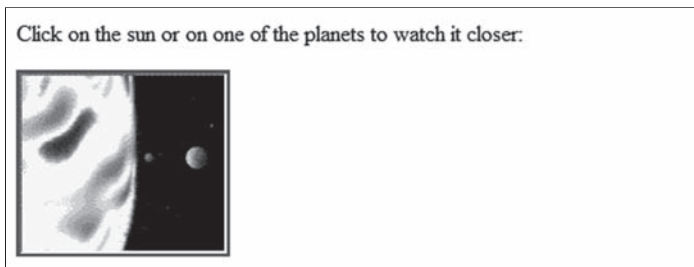 Click on the sun or on one of the planets to watch it closer: